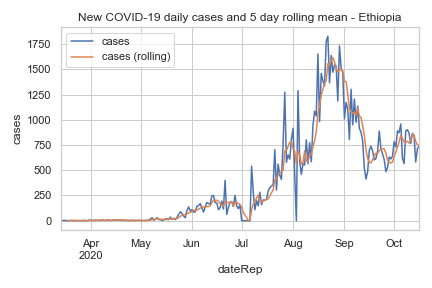 New COVID-19 daily cases and 5 day rolling mean - Ethiopia
cases
cases (rolling)
1750
1500
1250
1000
750
500
250
0
cases
Apr
2020
May
Jun
Jul
Aug
Sep
Oct
dateRep